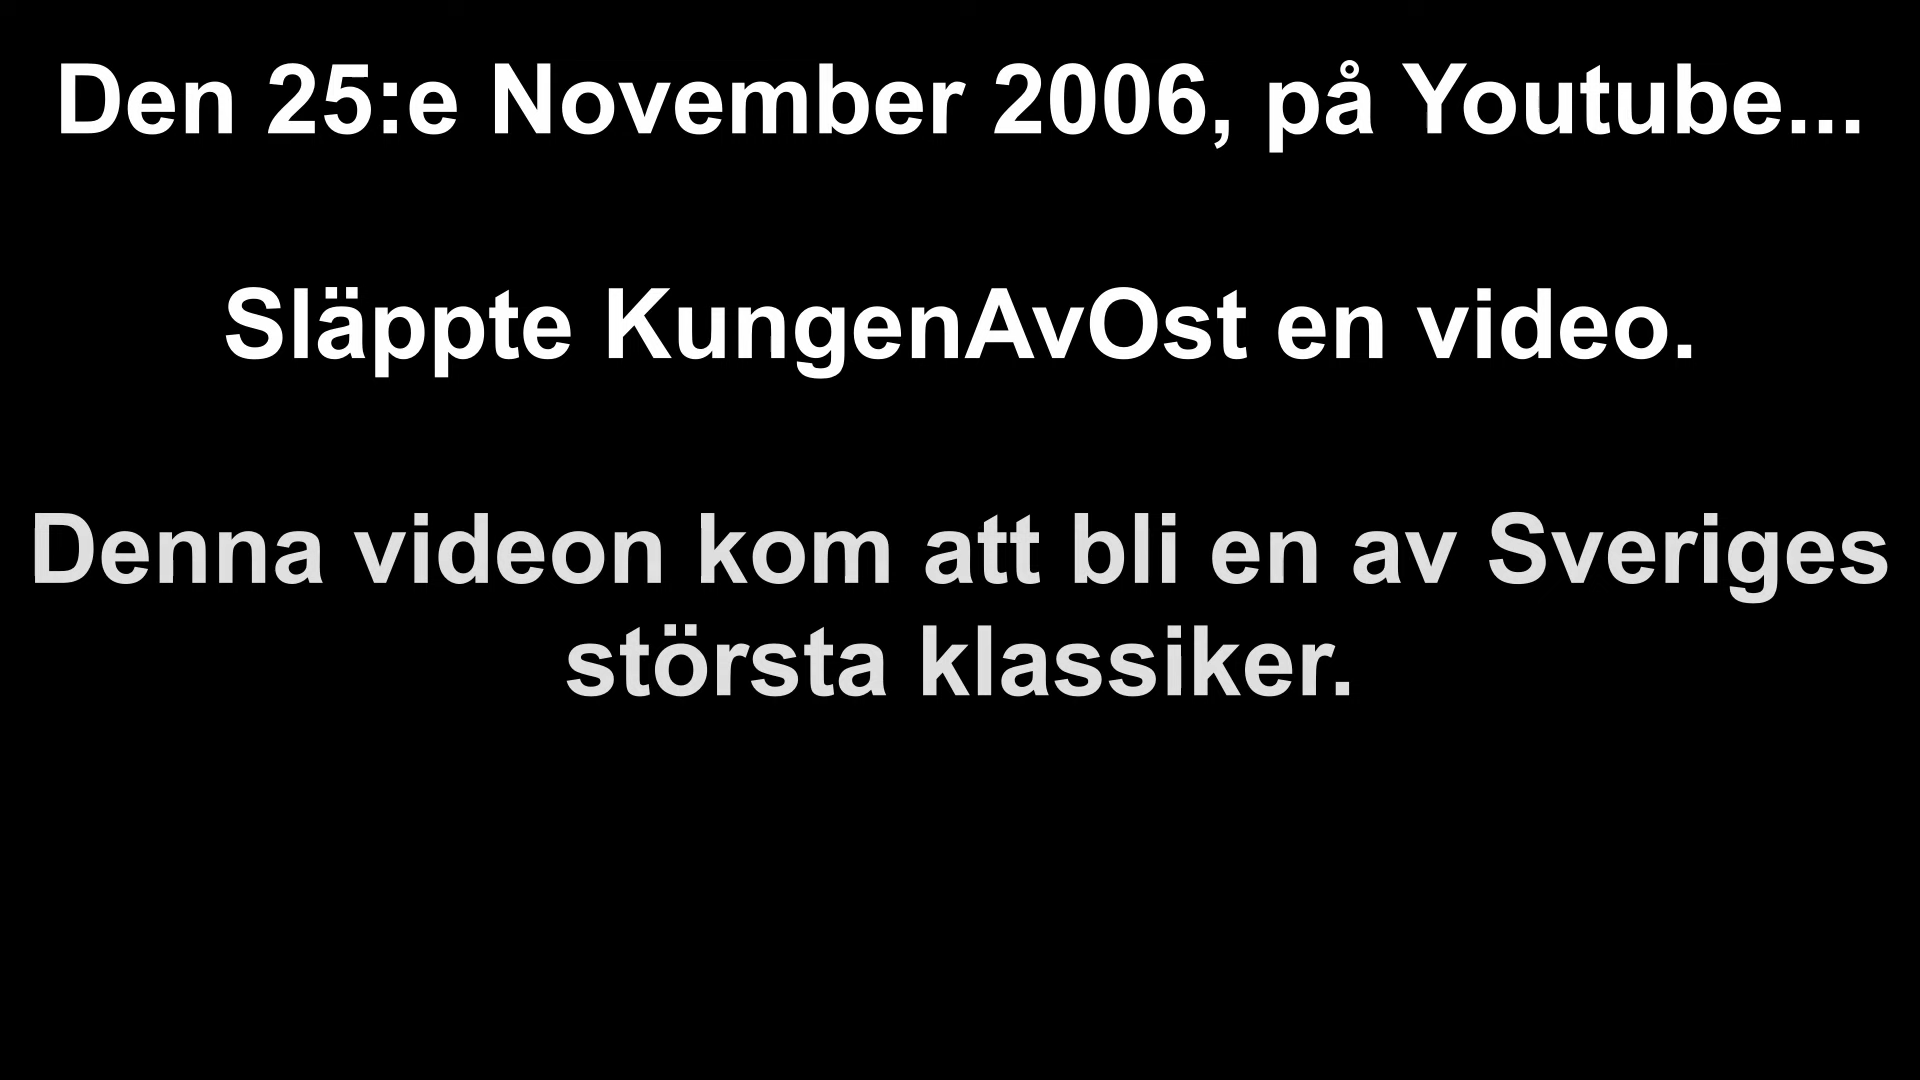 Den 25:e November 2006, på Youtube...
Släppte KungenAvOst en video.
Denna videon kom att bli en av Sveriges
största klassiker.